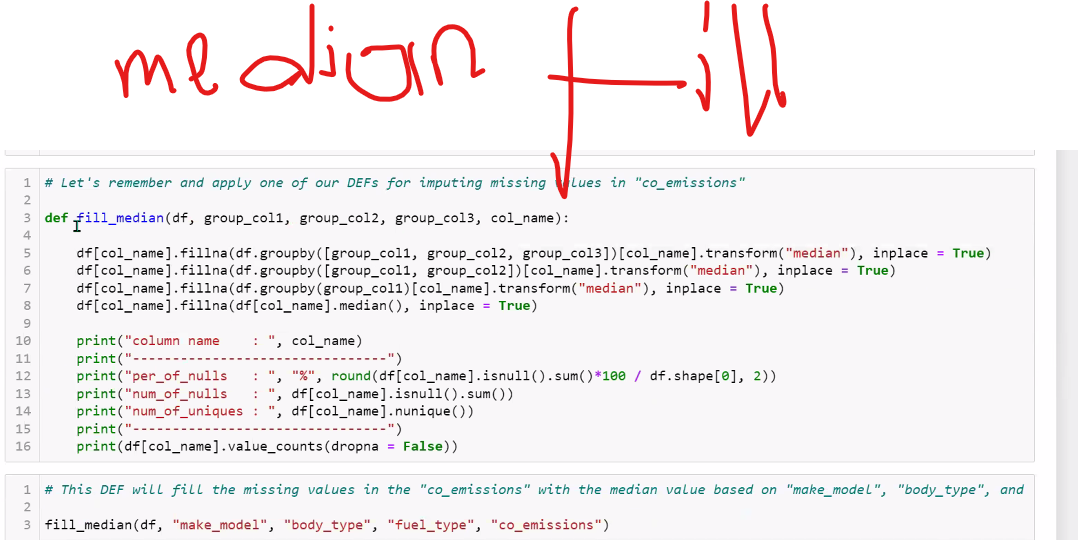 median fill
1 # Let's remember and apply one of our DEFs for imputing missing values in "co_emissions"
2
3 def fill_median(df, group_col1, group_col2, group_col3, col_name):
4
5 df[col_name].fillna(df.groupby([group_col1, group_col2, group_col3])[col_name].transform("median"), inplace = True)
6 df[col_name].fillna(df.groupby([group_col1, group_col2])[col_name].transform("median"), inplace = True)
7 df[col_name].fillna(df.groupby(group_col1)[col_name].transform("median"), inplace = True)
8 df[col_name].fillna(df[col_name].median(), inplace = True)
9
10 print("column name    : ", col_name)
11 print("--------------------------------")
12 print("per_of_nulls   : ", "%", round(df[col_name].isnull().sum()*100 / df.shape[0], 2))
13 print("num_of_nulls   : ", df[col_name].isnull().sum())
14 print("num_of_uniques : ", df[col_name].nunique())
15 print("--------------------------------")
16 print(df[col_name].value_counts(dropna = False))
1 # This DEF will fill the missing values in the "co_emissions" with the median value based on "make_model", "body_type", and
2
3 fill_median(df, "make_model", "body_type", "fuel_type", "co_emissions")